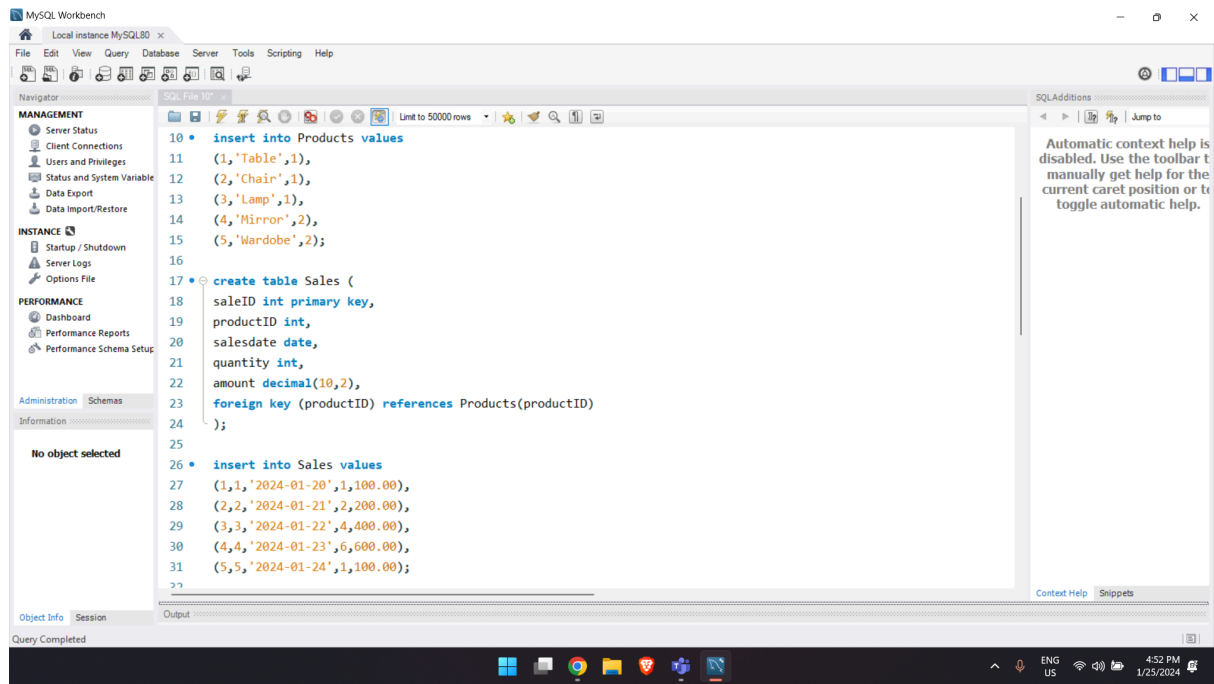 MySQL Workbench
Local instance MySQL80
File Edit View Query Database Server Tools Scripting Help
Navigator
MANAGEMENT
Server Status
Client Connections
Users and Privileges
Status and System Variable
Data Export
Data Import/Restore
INSTANCE
Startup / Shutdown
Server Logs
Options File
PERFORMANCE
Dashboard
Performance Reports
Performance Schema Setup
Administration Schemas
Information
No object selected
Object Info Session
Query Completed
SQL File 10*
Limit to 50000 rows
10 insert into Products values
11 (1,'Table',1),
12 (2,'Chair',1),
13 (3,'Lamp',1),
14 (4,'Mirror',2),
15 (5,'Wardobe',2);
16
17 create table Sales (
18 saleID int primary key,
19 productID int,
20 salesdate date,
21 quantity int,
22 amount decimal(10,2),
23 foreign key (productID) references Products(productID)
24 );
25
26 insert into Sales values
27 (1,1,'2024-01-20',1,100.00),
28 (2,2,'2024-01-21',2,200.00),
29 (3,3,'2024-01-22',4,400.00),
30 (4,4,'2024-01-23',6,600.00),
31 (5,5,'2024-01-24',1,100.00);
32
Output
SQLAdditions
Jump to
Automatic context help is
disabled. Use the toolbar t
manually get help for the
current caret position or to
toggle automatic help.
Context Help Snippets
ENG
US
4:52 PM
1/25/2024